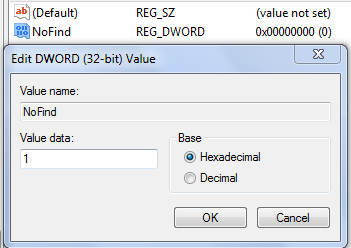 (Default) REG_SZ (value not set)
NoFind REG_DWORD 0x00000000 (0)
Edit DWORD (32-bit) Value
Value name:
NoFind
Value data:
1
Base
Hexadecimal
Decimal
OK Cancel